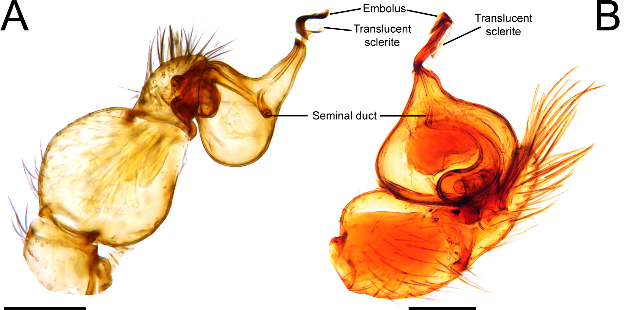 A
Embolus
Translucent
sclerite
Translucent
sclerite
B
Seminal duct